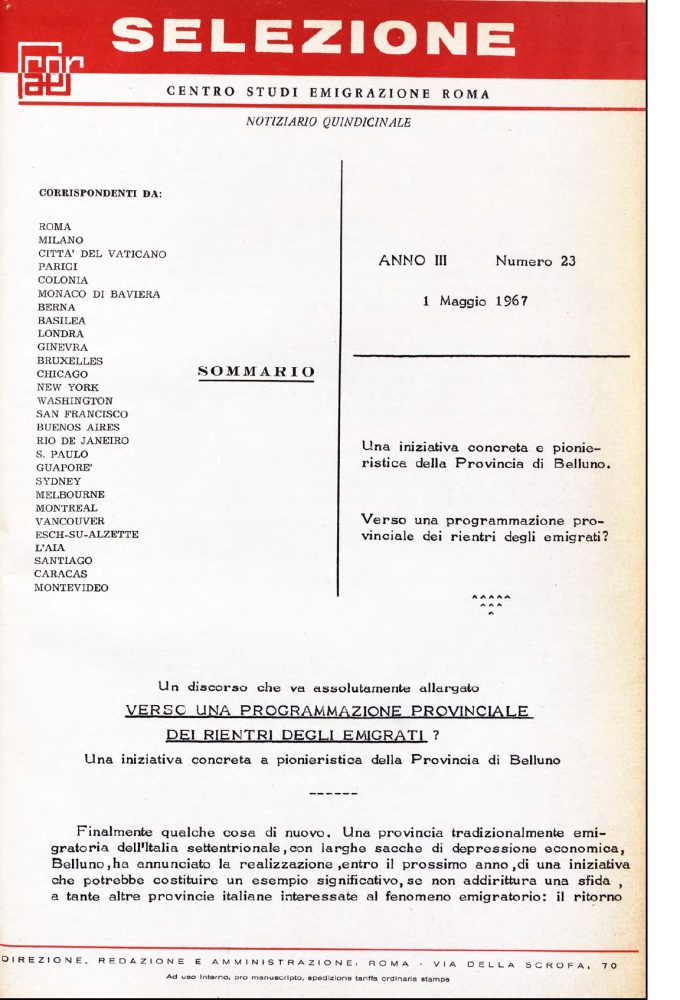 SELEZIONE
CENTRO STUDI EMIGRAZIONE ROMA
NOTIZIARIO QUINDICINALE
CORRISPONDENTI DA:
ROMA
MILANO
CITTA' DEL VATICANO
PARIGI
COLONIA
MONACO DI BAVIERA
BERNA
BASILEA
LONDRA
GINEVRA
BRUXELLES
CHICAGO
NEW YORK
WASHINGTON
SAN FRANCISCO
BUENOS AIRES
RIO DE JANEIRO
S. PAULO
GUAPORE'
SYDNEY
MELBOURNE
MONTREAL
VANCOUVER
ESCH-SU-ALZETTE
L'AIA
SANTIAGO
CARACAS
MONTEVIDEO
SOMMARIO
ANNO III Numero 23
1 Maggio 1967
Una iniziativa concreta e pionie-
ristica della Provincia di Belluno.
Verso una programmazione pro-
vinciale dei rientri degli emigrati?
^^^^^
^^^
^
Un discorso che va assolutamente allargato
VERSO UNA PROGRAMMAZIONE PROVINCIALE
DEI RIENTRI DEGLI EMIGRATI ?
Una iniziativa concreta a pionieristica della Provincia di Belluno
------
Finalmente qualche cosa di nuovo. Una provincia tradizionalmente emi-
gratoria dell'Italia settentrionale,con larghe sacche di depressione economica,
Belluno,ha annunciato la realizzazione ,entro il prossimo anno,di una iniziativa
che potrebbe costituire un esempio significativo, se non addirittura una sfida ,
a tante altre provincie italiane interessate al fenomeno emigratorio: il ritorno
DIREZIONE, REDAZIONE E AMMINISTRAZIONE, ROMA - VIA DELLA SCROFA, 70
Ad uso interno, pro manuscripto, spedizione tariffa ordinaria stampa